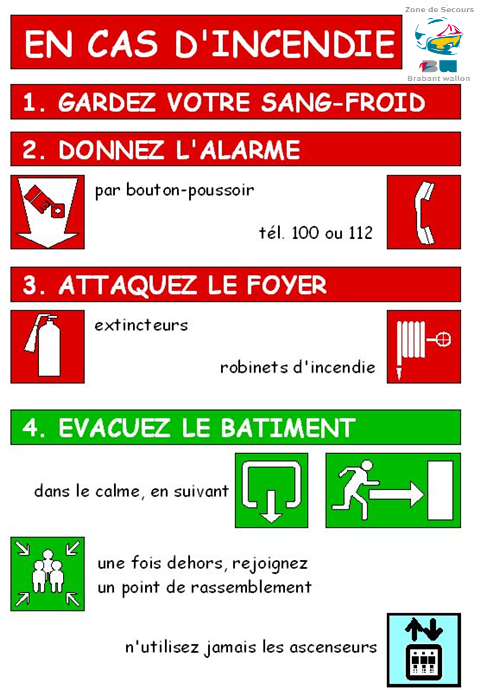 Zone de Secours
EN CAS D'INCENDIE
Brabant wallon
1. GARDEZ VOTRE SANG-FROID
2. DONNEZ L'ALARME
par bouton-poussoir
tél. 100 ou 112
3. ATTAQUEZ LE FOYER
extincteurs
robinets d'incendie
4. EVACUEZ LE BATIMENT
dans le calme, en suivant
une fois dehors, rejoignez
un point de rassemblement
n'utilisez jamais les ascenseurs